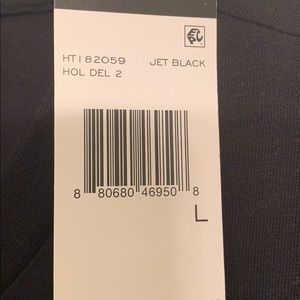 HT182059 JET BLACK
HOL DEL 2
8 80680 46950 8
L